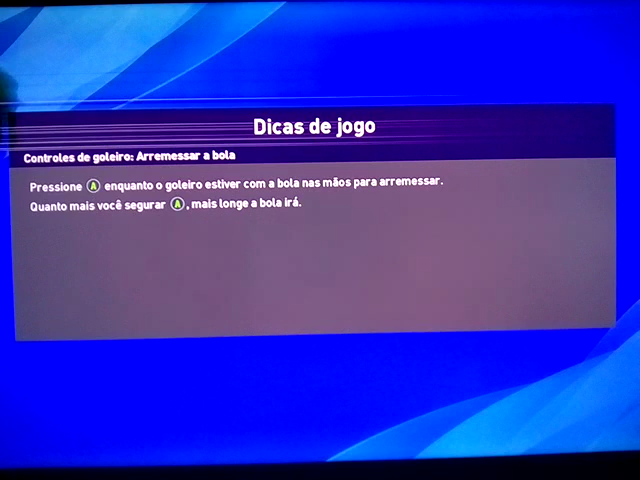 Dicas de jogo
Controles de goleiro: Arremessar a bola
Pressione A enquanto o goleiro estiver com a bola nas mãos para arremessar.
Quanto mais você segurar A, mais longe a bola irá.